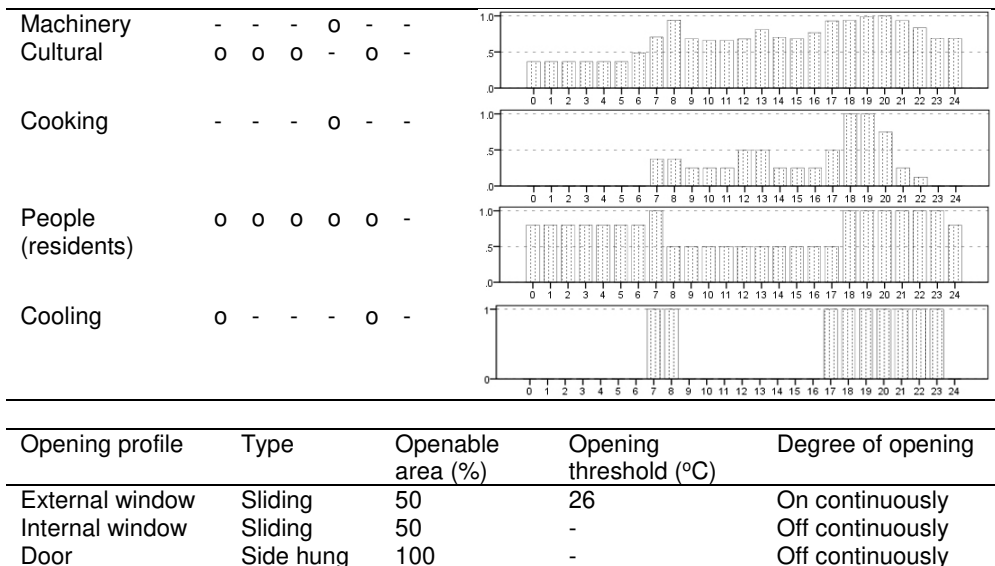 Machinery - - - o - -
Cultural o o o - o -
1.0
.5
.0
0 1 2 3 4 5 6 7 8 9 10 11 12 13 14 15 16 17 18 19 20 21 22 23 24
Cooking - - - o - -
1.0
.5
.0
0 1 2 3 4 5 6 7 8 9 10 11 12 13 14 15 16 17 18 19 20 21 22 23 24
People o o o o o -
(residents)
1.0
.5
.0
0 1 2 3 4 5 6 7 8 9 10 11 12 13 14 15 16 17 18 19 20 21 22 23 24
Cooling o - - - o -
1
0
0 1 2 3 4 5 6 7 8 9 10 11 12 13 14 15 16 17 18 19 20 21 22 23 24
Opening profile Type Openable Opening Degree of opening
area (%) threshold (ºC)
External window Sliding 50 26 On continuously
Internal window Sliding 50 - Off continuously
Door Side hung 100 - Off continuously